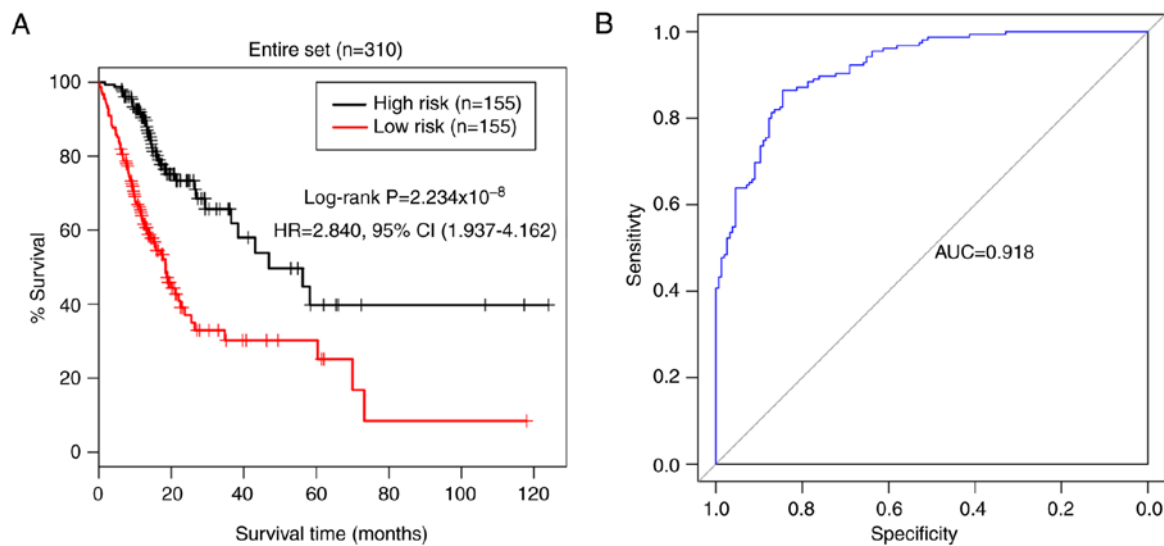 A
Entire set (n=310)
100
80
60
40
20
0
% Survival
High risk (n=155)
Low risk (n=155)
Log-rank P=2.234x10⁻⁸
HR=2.840, 95% CI (1.937-4.162)
0 20 40 60 80 100 120
Survival time (months)
B
1.0
0.8
0.6
0.4
0.2
0.0
Sensitivty
AUC=0.918
1.0 0.8 0.6 0.4 0.2 0.0
Specificity